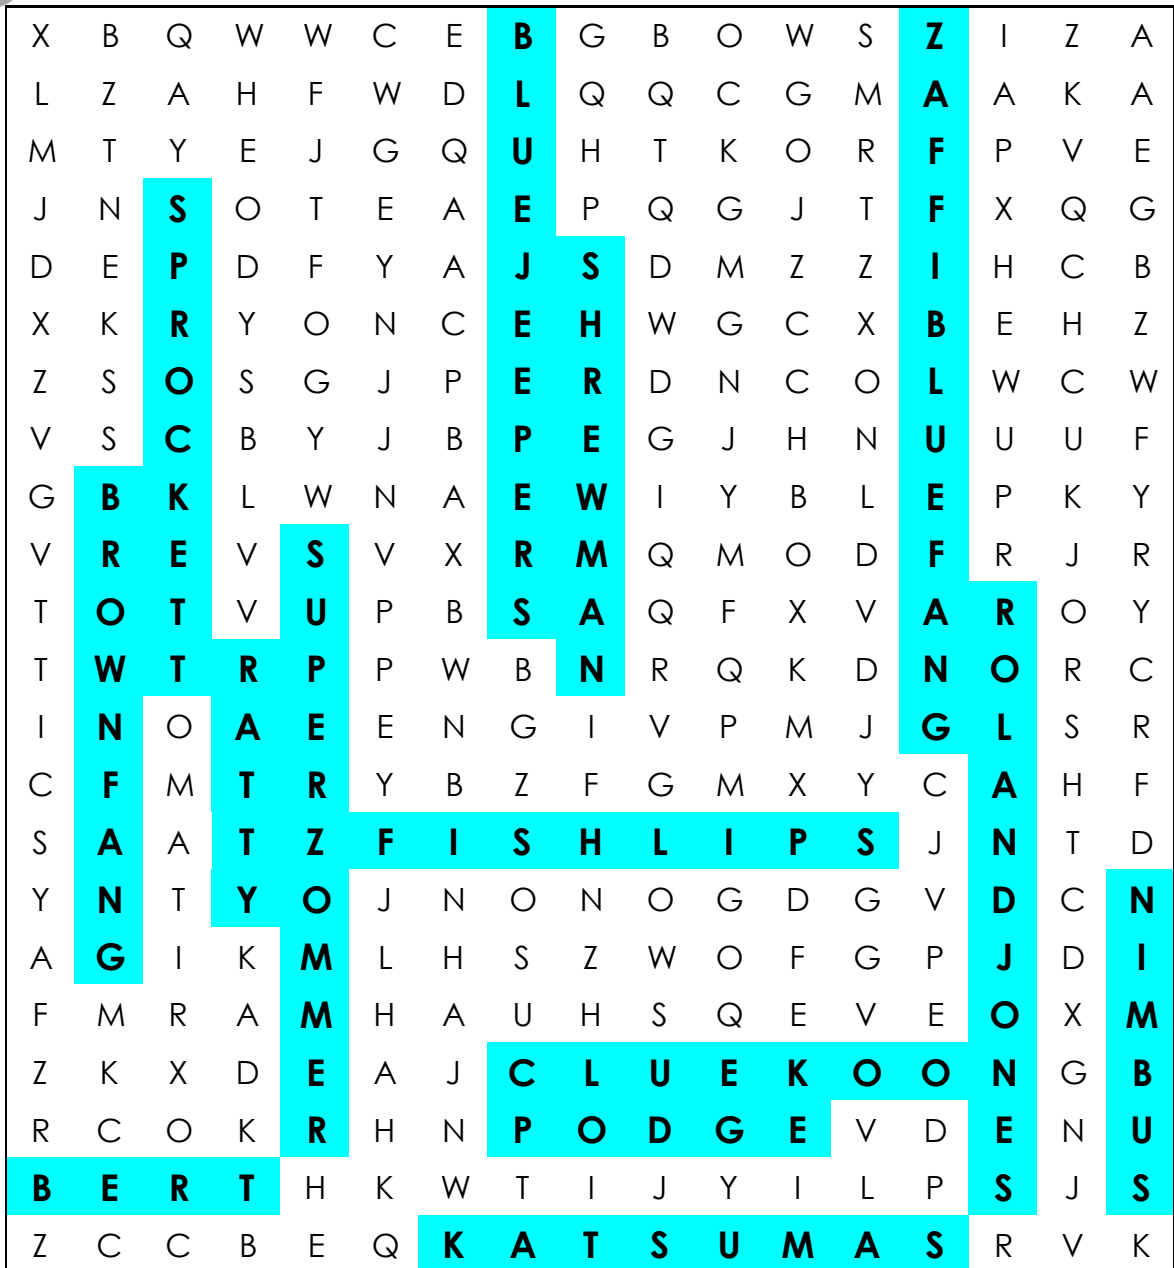 X B Q W W C E B G B O W S Z I Z A
L Z A H F W D L Q Q C G M A A K A
M T Y E J G Q U H T K O R F P V E
J N S O T E A E P Q G J T F X Q G
D E P D F Y A J S D M Z Z I H C B
X K R Y O N C E H W G C X B E H Z
Z S O S G J P E R D N C O L W C W
V S C B Y J B P E G J H N U U U F
G B K L W N A E W I Y B L E P K Y
V R E V S V X R M Q M O D F R J R
T O T V U P B S A Q F X V A R O Y
T W T R P P W B N R Q K D N O R C
I N O A E E N G I V P M J G L S R
C F M T R Y B Z F G M X Y C A H F
S A A T Z F I S H L I P S J N T D
Y N T Y O J N O N O G D G V D C N
A G I K M L H S Z W O F G P J D I
F M R A M H A U H S Q E V E O X M
Z K X D E A J C L U E K O O N G B
R C O K R H N P O D G E V D E N U
B E R T H K W T I J Y I L P S J S
Z C C B E Q K A T S U M A S R V K